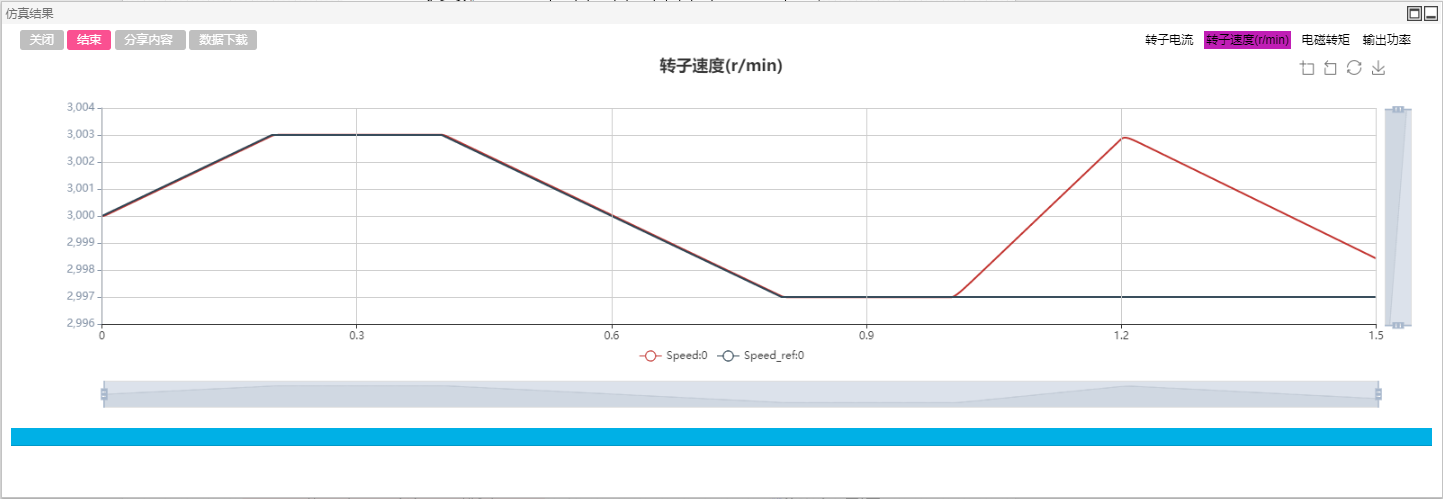 仿真结果
关闭 结束 分享内容 数据下载
转子电流 转子速度(r/min) 电磁转矩 输出功率
转子速度(r/min)
3,004
3,003
3,002
3,001
3,000
2,999
2,998
2,997
2,996
0 0.3 0.6 0.9 1.2 1.5
Speed:0 Speed_ref:0